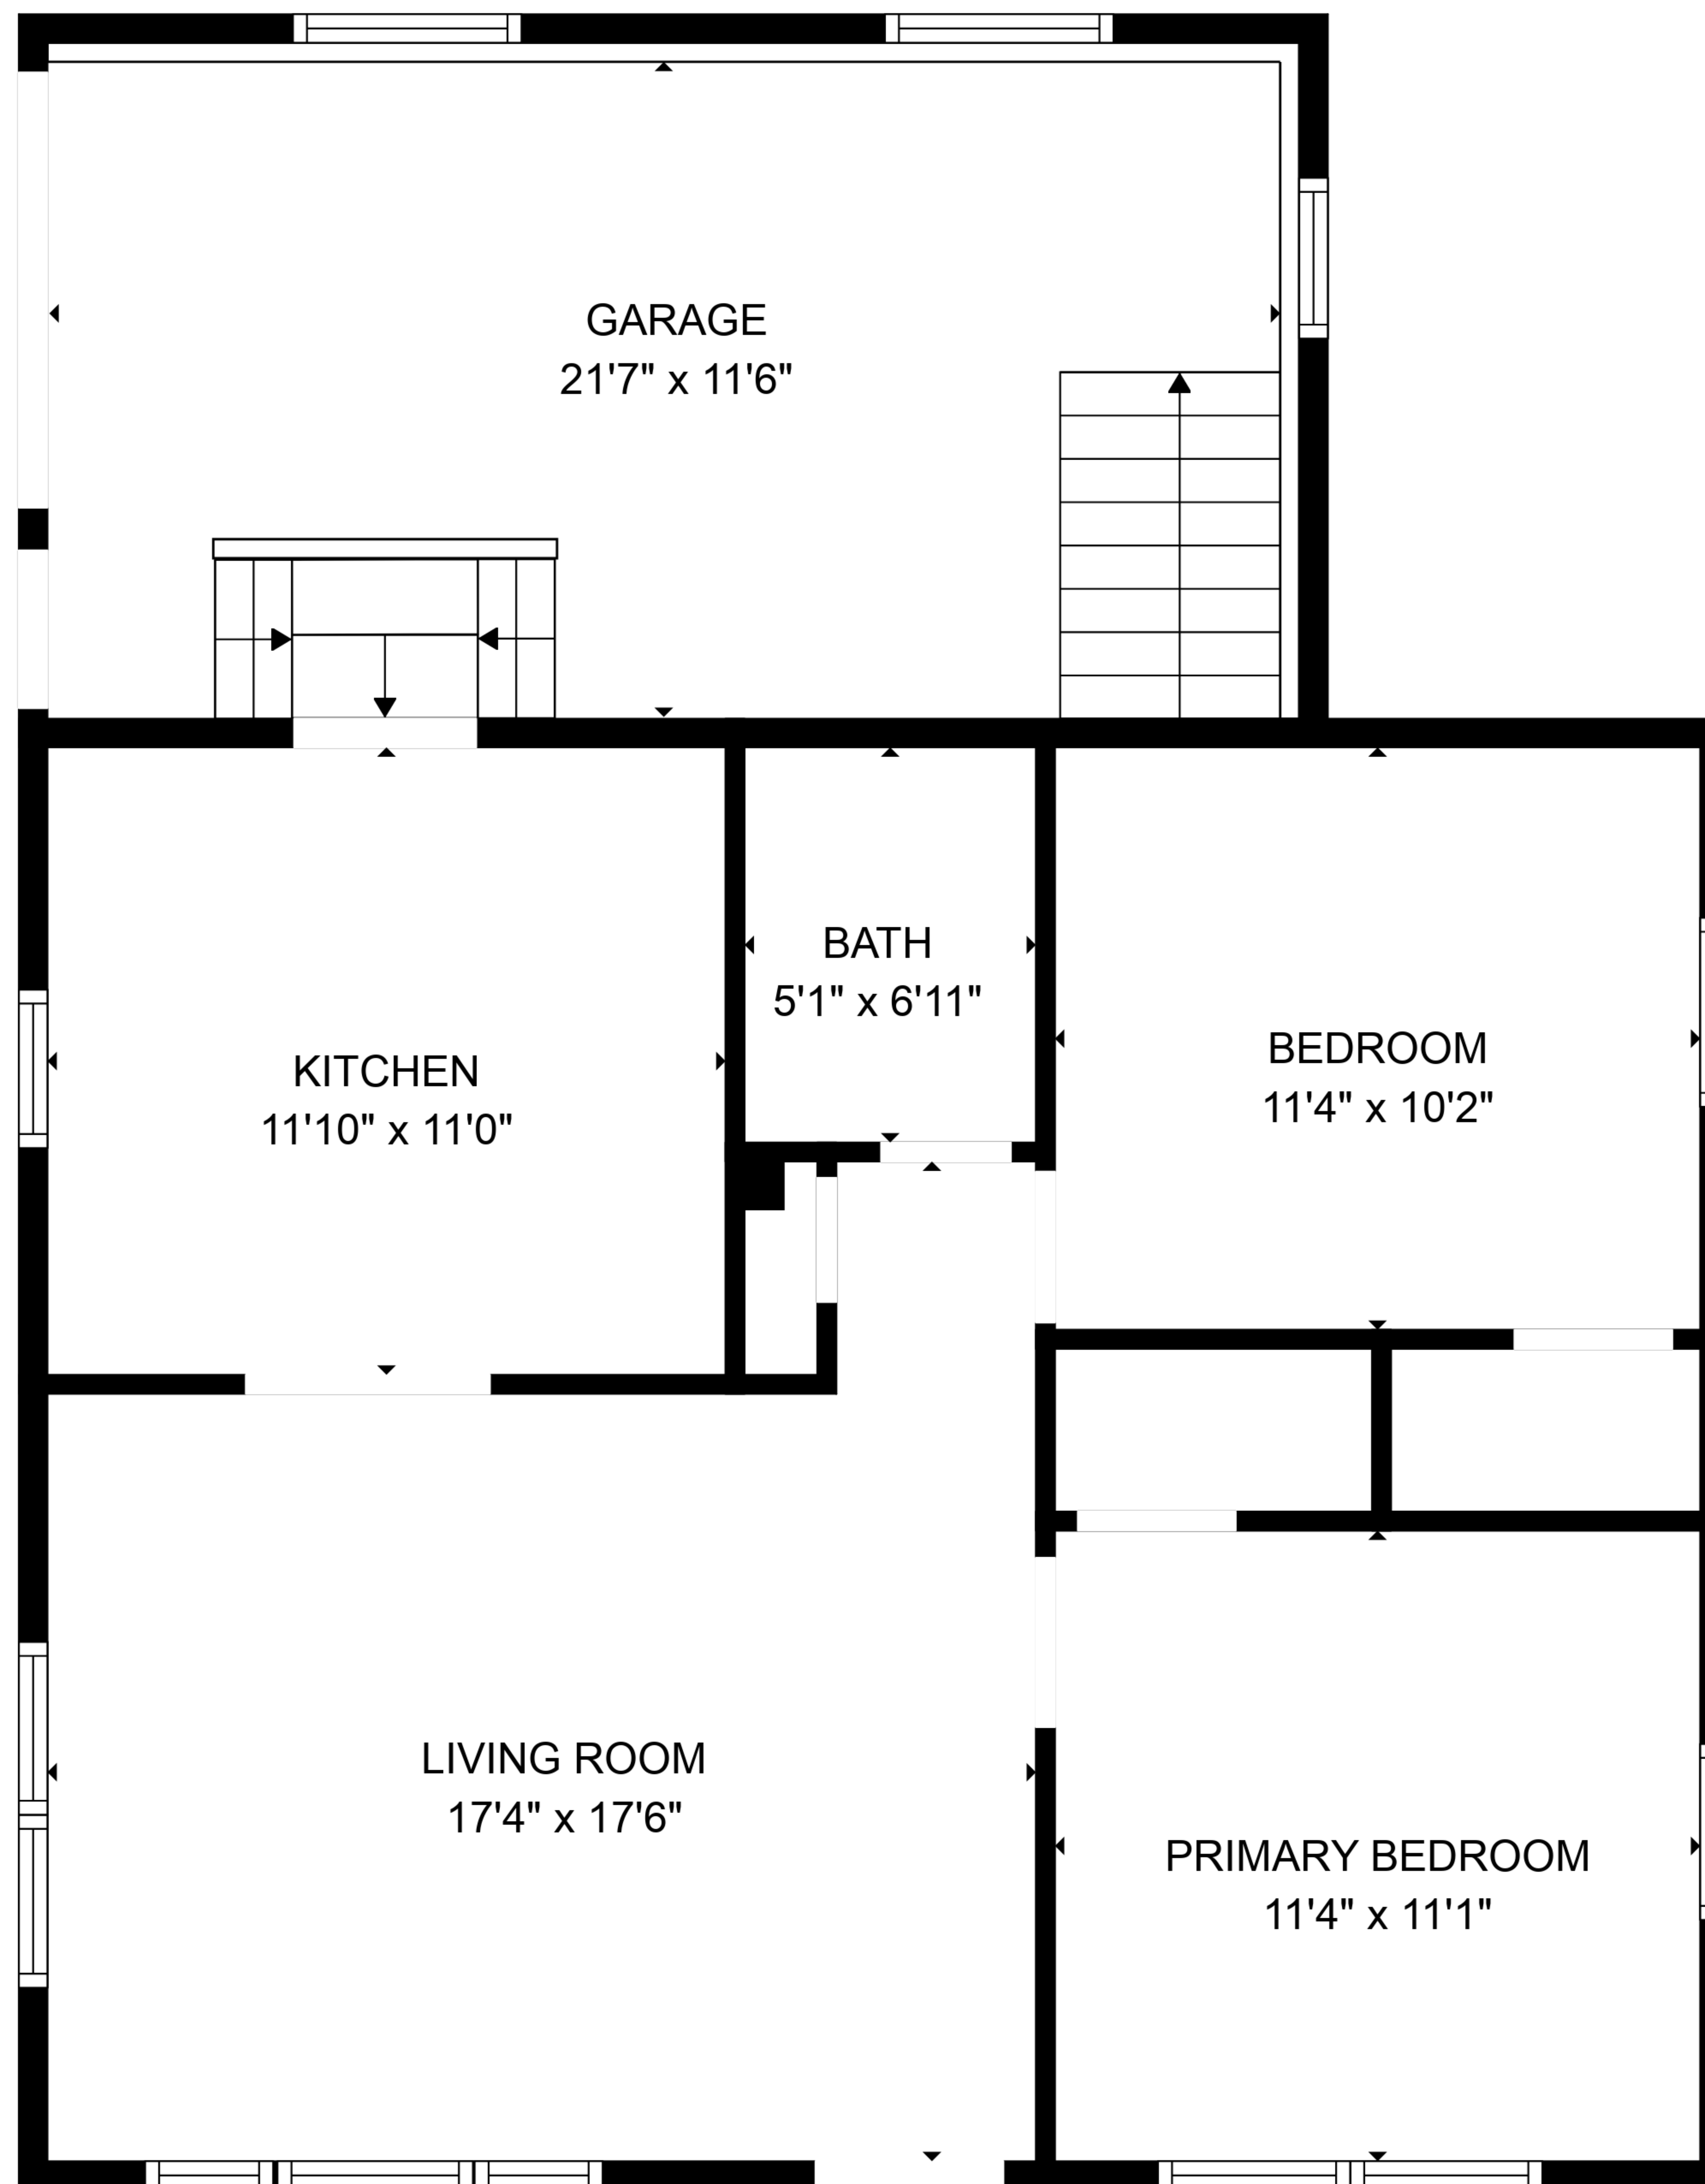 GARAGE
21'7" x 11'6"
BATH
5'1" x 6'11"
KITCHEN
11'10" x 11'0"
BEDROOM
11'4" x 10'2"
LIVING ROOM
17'4" x 17'6"
PRIMARY BEDROOM
11'4" x 11'1"